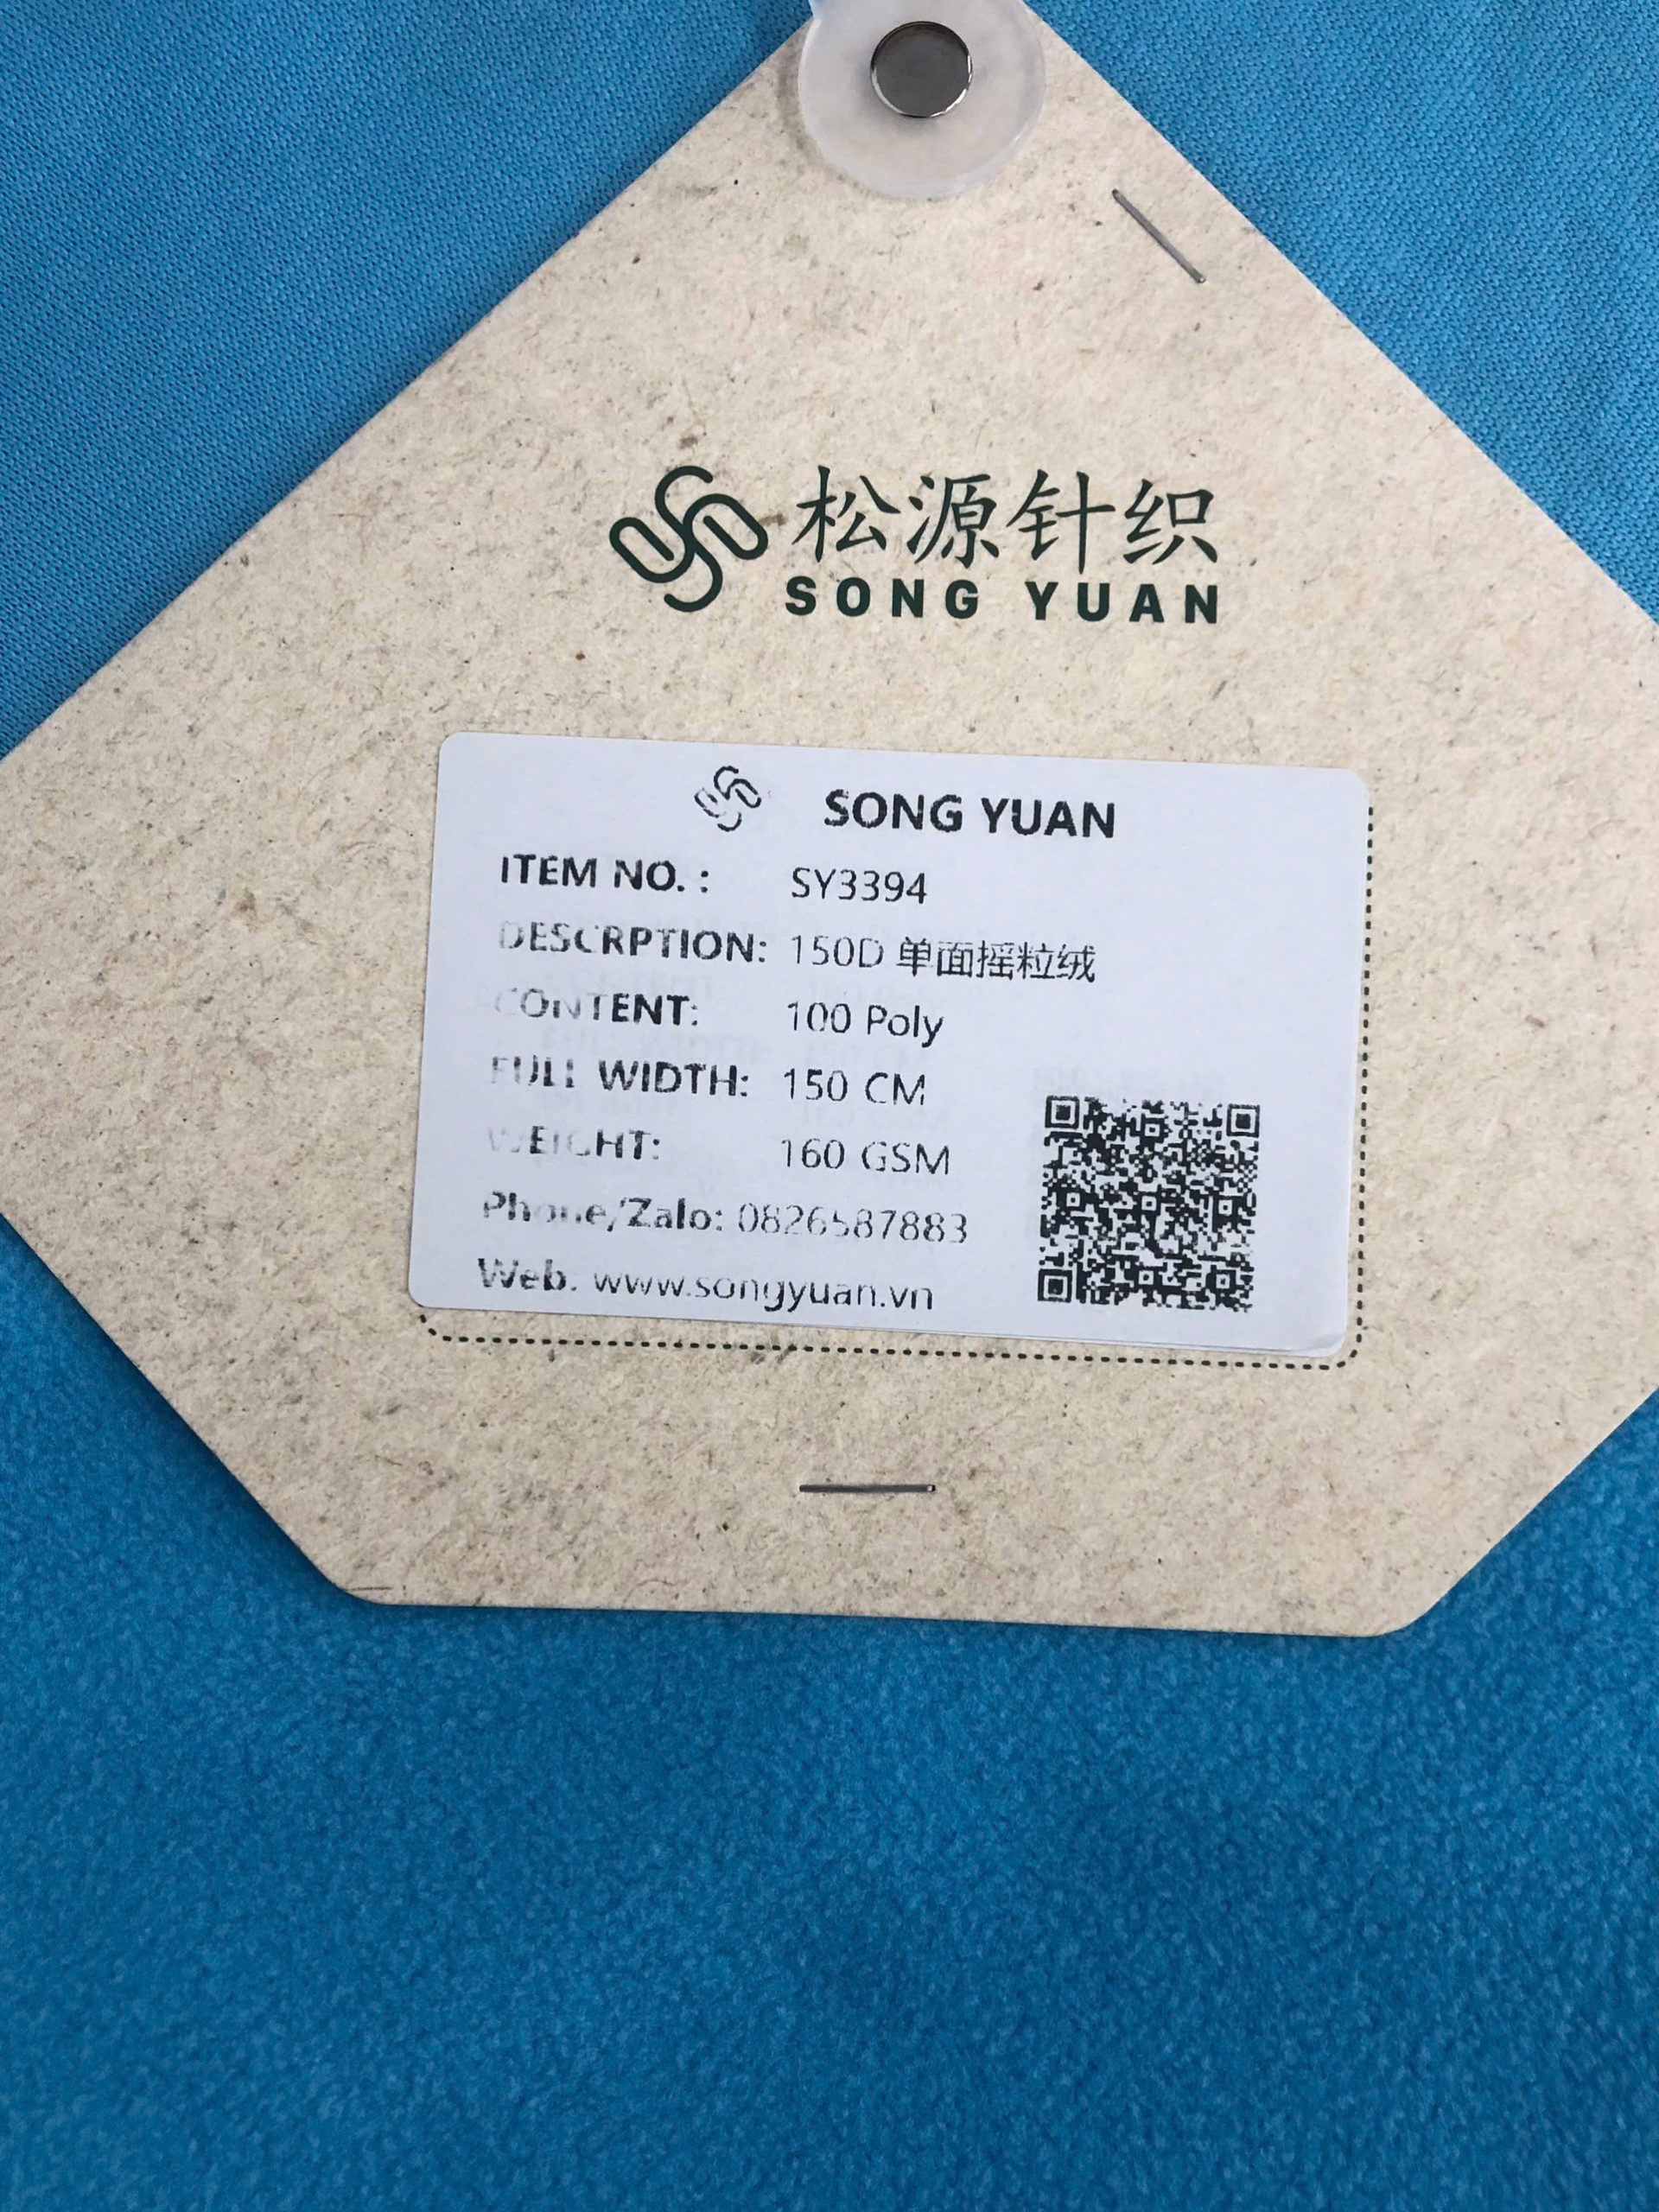 松源针织
SONG YUAN
SONG YUAN
ITEM NO. : SY3394
DESCRPTION: 150D 单面摇粒绒
CONTENT: 100 Poly
FULL WIDTH: 150 CM
WEIGHT: 160 GSM
Phone/Zalo: 0826587883
Web: www.songyuan.vn